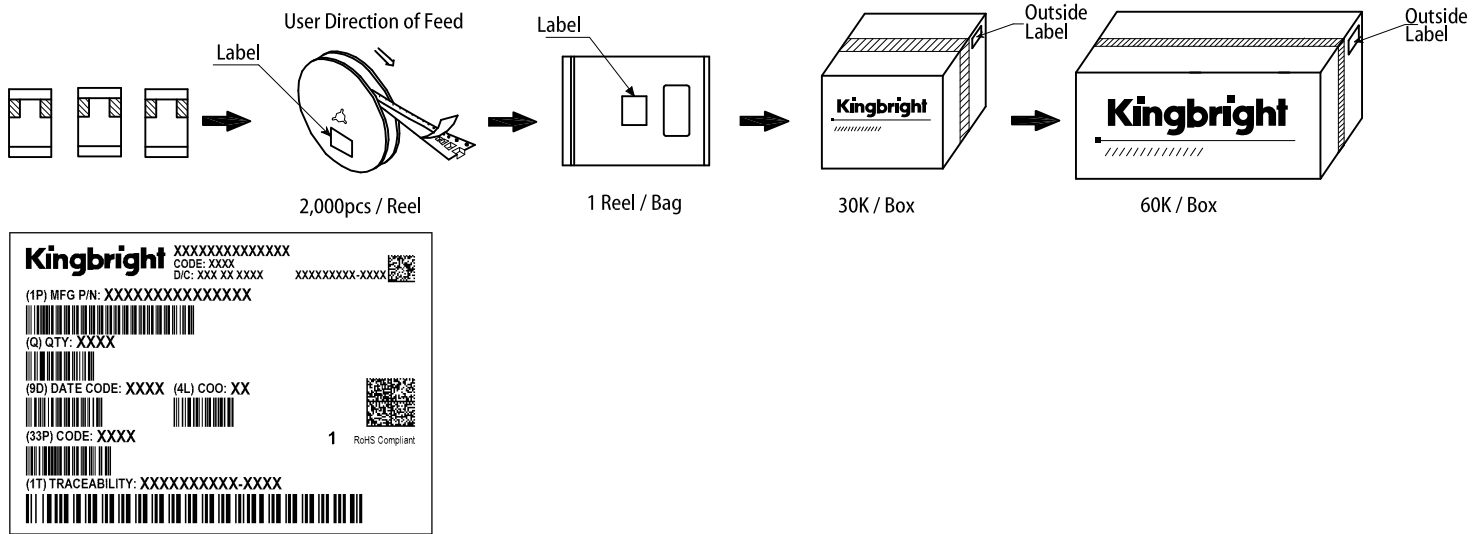 User Direction of Feed
Label
Label
Outside
Label
Outside
Label
Kingbright
Kingbright
2,000pcs / Reel
1 Reel / Bag
30K / Box
60K / Box
Kingbright
XXXXXXXXXXXXXX
CODE: XXXX
D/C: XXX XX XXXX
XXXXXXXXX-XXXX
(1P) MFG P/N: XXXXXXXXXXXXXXX
(Q) QTY: XXXX
(9D) DATE CODE: XXXX (4L) COO: XX
(33P) CODE: XXXX
1 RoHS Compliant
(1T) TRACEABILITY: XXXXXXXXXX-XXXX